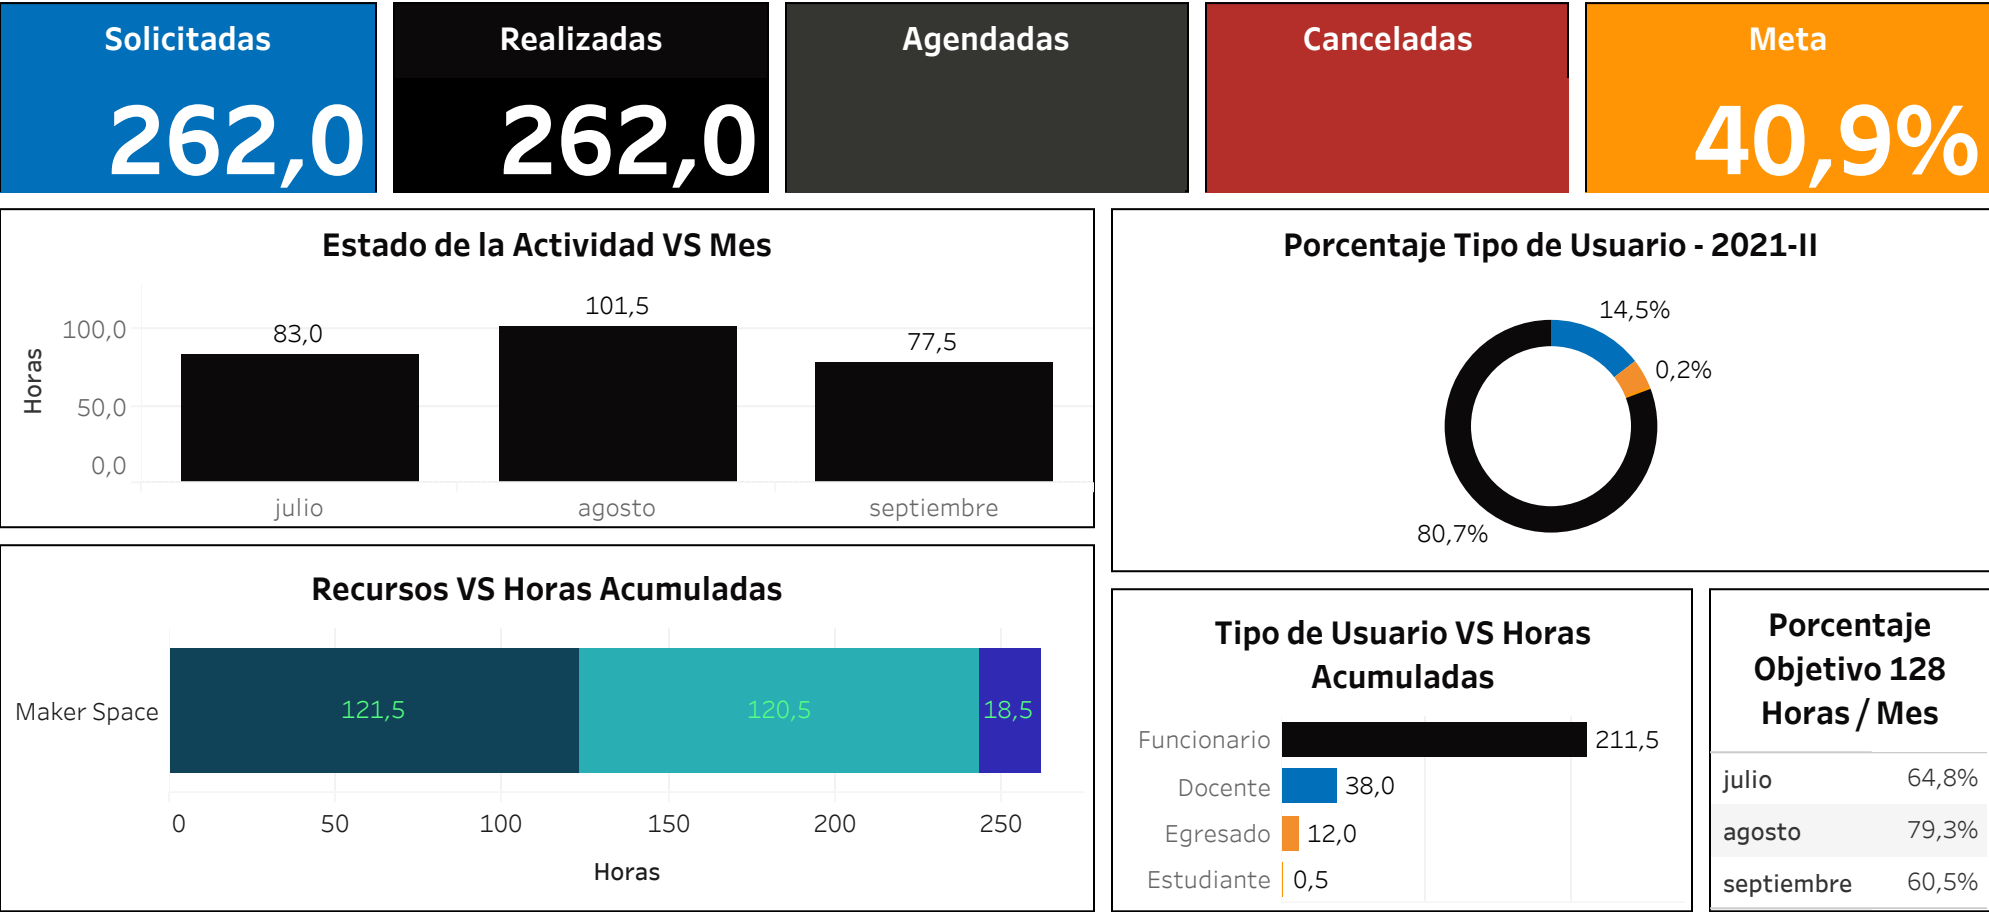 Solicitadas
262,0
Realizadas
262,0
Agendadas
Canceladas
Meta
40,9%
Estado de la Actividad VS Mes
Horas
100,0
50,0
0,0
83,0
101,5
77,5
julio
agosto
septiembre
Porcentaje Tipo de Usuario - 2021-II
14,5%
0,2%
80,7%
Recursos VS Horas Acumuladas
Maker Space
121,5
120,5
18,5
0
50
100
150
200
250
Horas
Tipo de Usuario VS Horas
Acumuladas
Funcionario 211,5
Docente 38,0
Egresado 12,0
Estudiante 0,5
Porcentaje
Objetivo 128
Horas / Mes
julio 64,8%
agosto 79,3%
septiembre 60,5%